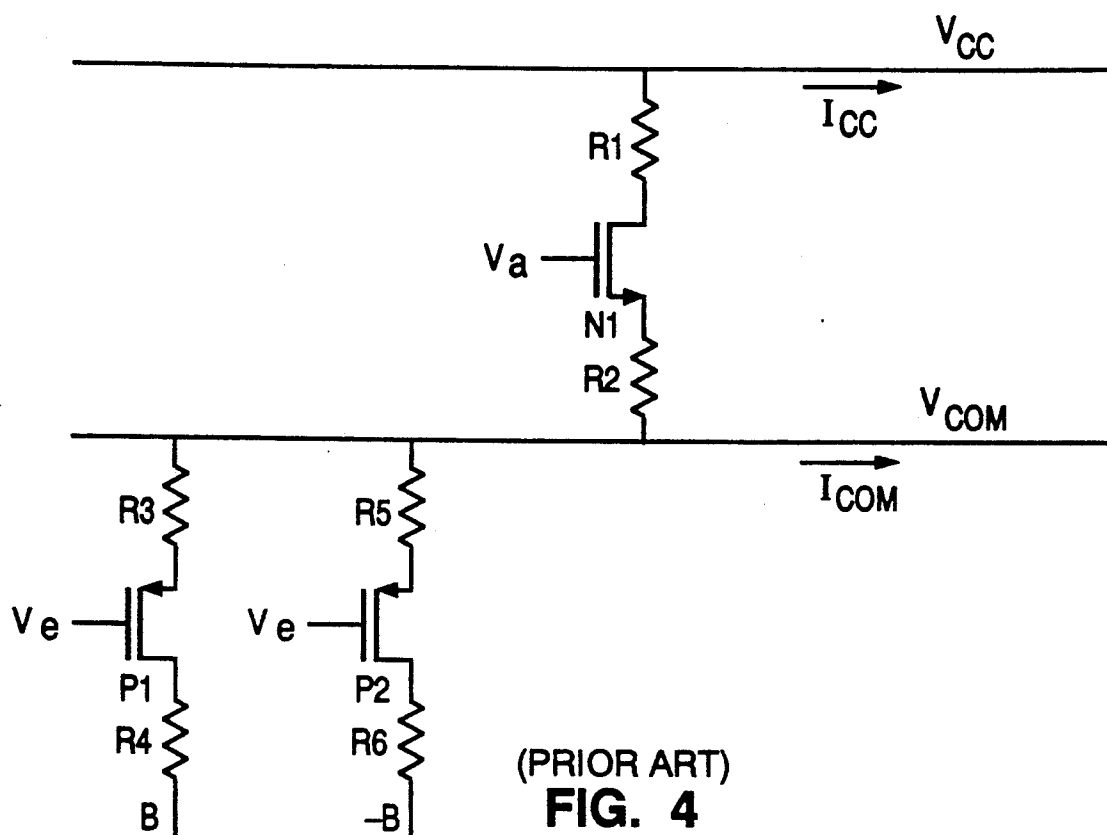 VCC
ICC
R1
Va
N1
R2
VCOM
ICOM
R3
R5
Ve
Ve
P1
P2
R4
R6
(PRIOR ART)
B
–B
FIG. 4